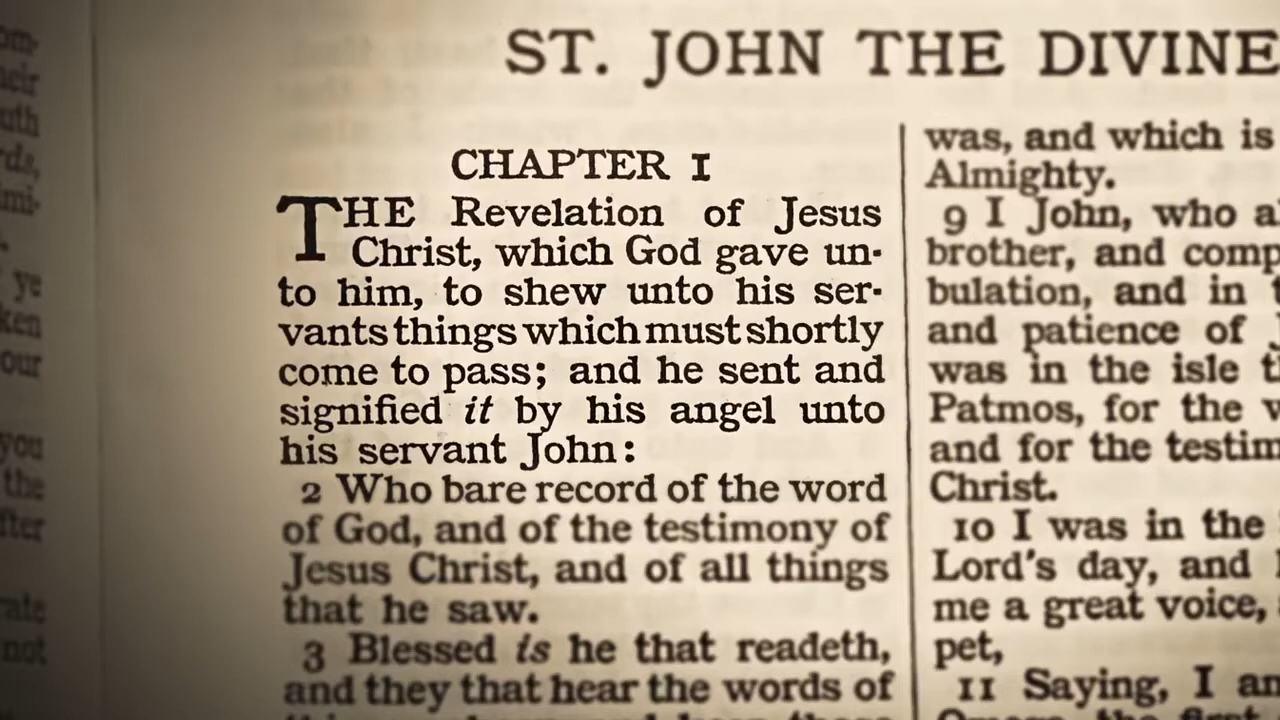 ST. JOHN THE DIVINE
CHAPTER I
THE Revelation of Jesus
Christ, which God gave un-
to him, to shew unto his ser-
vants things which must shortly
come to pass; and he sent and
signified it by his angel unto
his servant John:
2 Who bare record of the word
of God, and of the testimony of
Jesus Christ, and of all things
that he saw.
3 Blessed is he that readeth,
and they that hear the words of
was, and which is
Almighty.
9 I John, who
brother, and
bulation, and in
and patience of
was in the isle
Patmos, for the
and for the
Christ.
10 I was in the
Lord's day, and
me a great voice,
pet,
11 Saying, I
ye
you
the
not